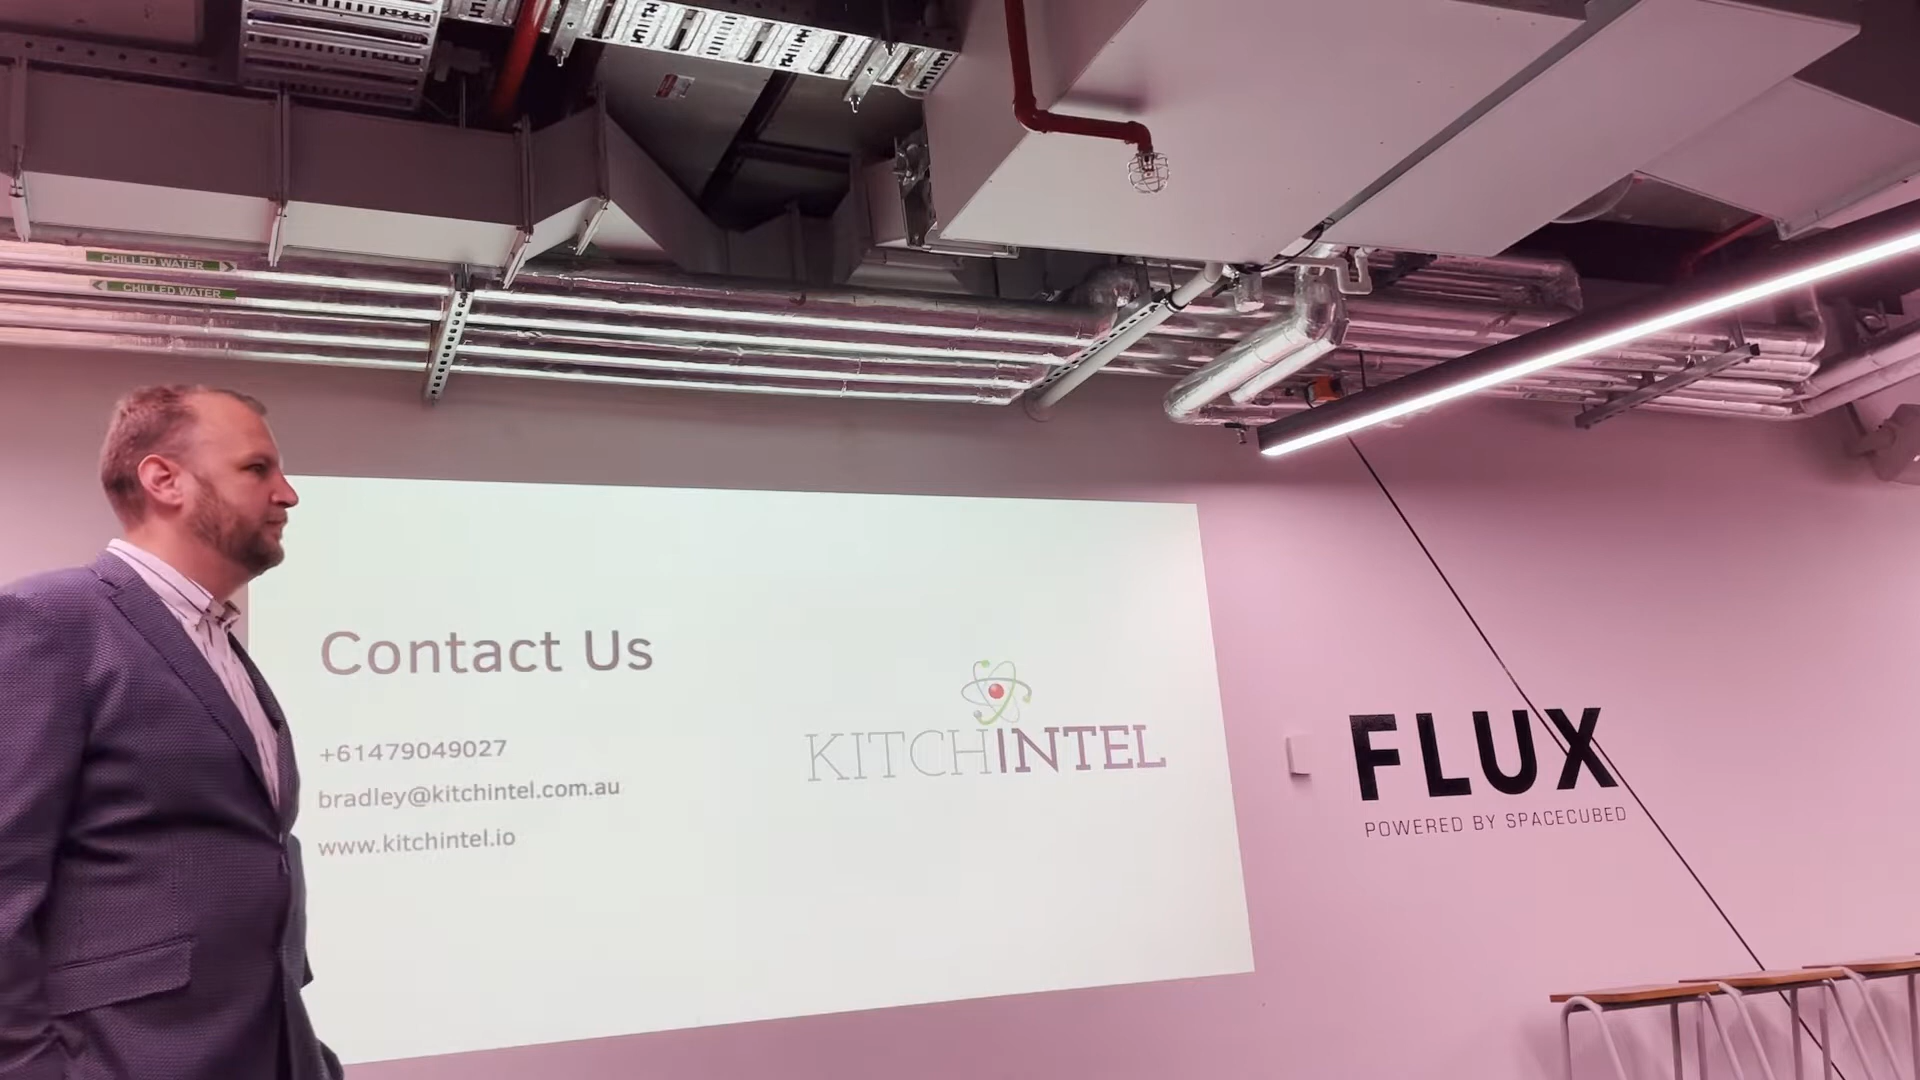 CHILLED WATER
CHILLED WATER
Contact Us
+61479049027
bradley@kitchintel.com.au
www.kitchintel.io
KITCHINTEL
FLUX
POWERED BY SPACECUBED